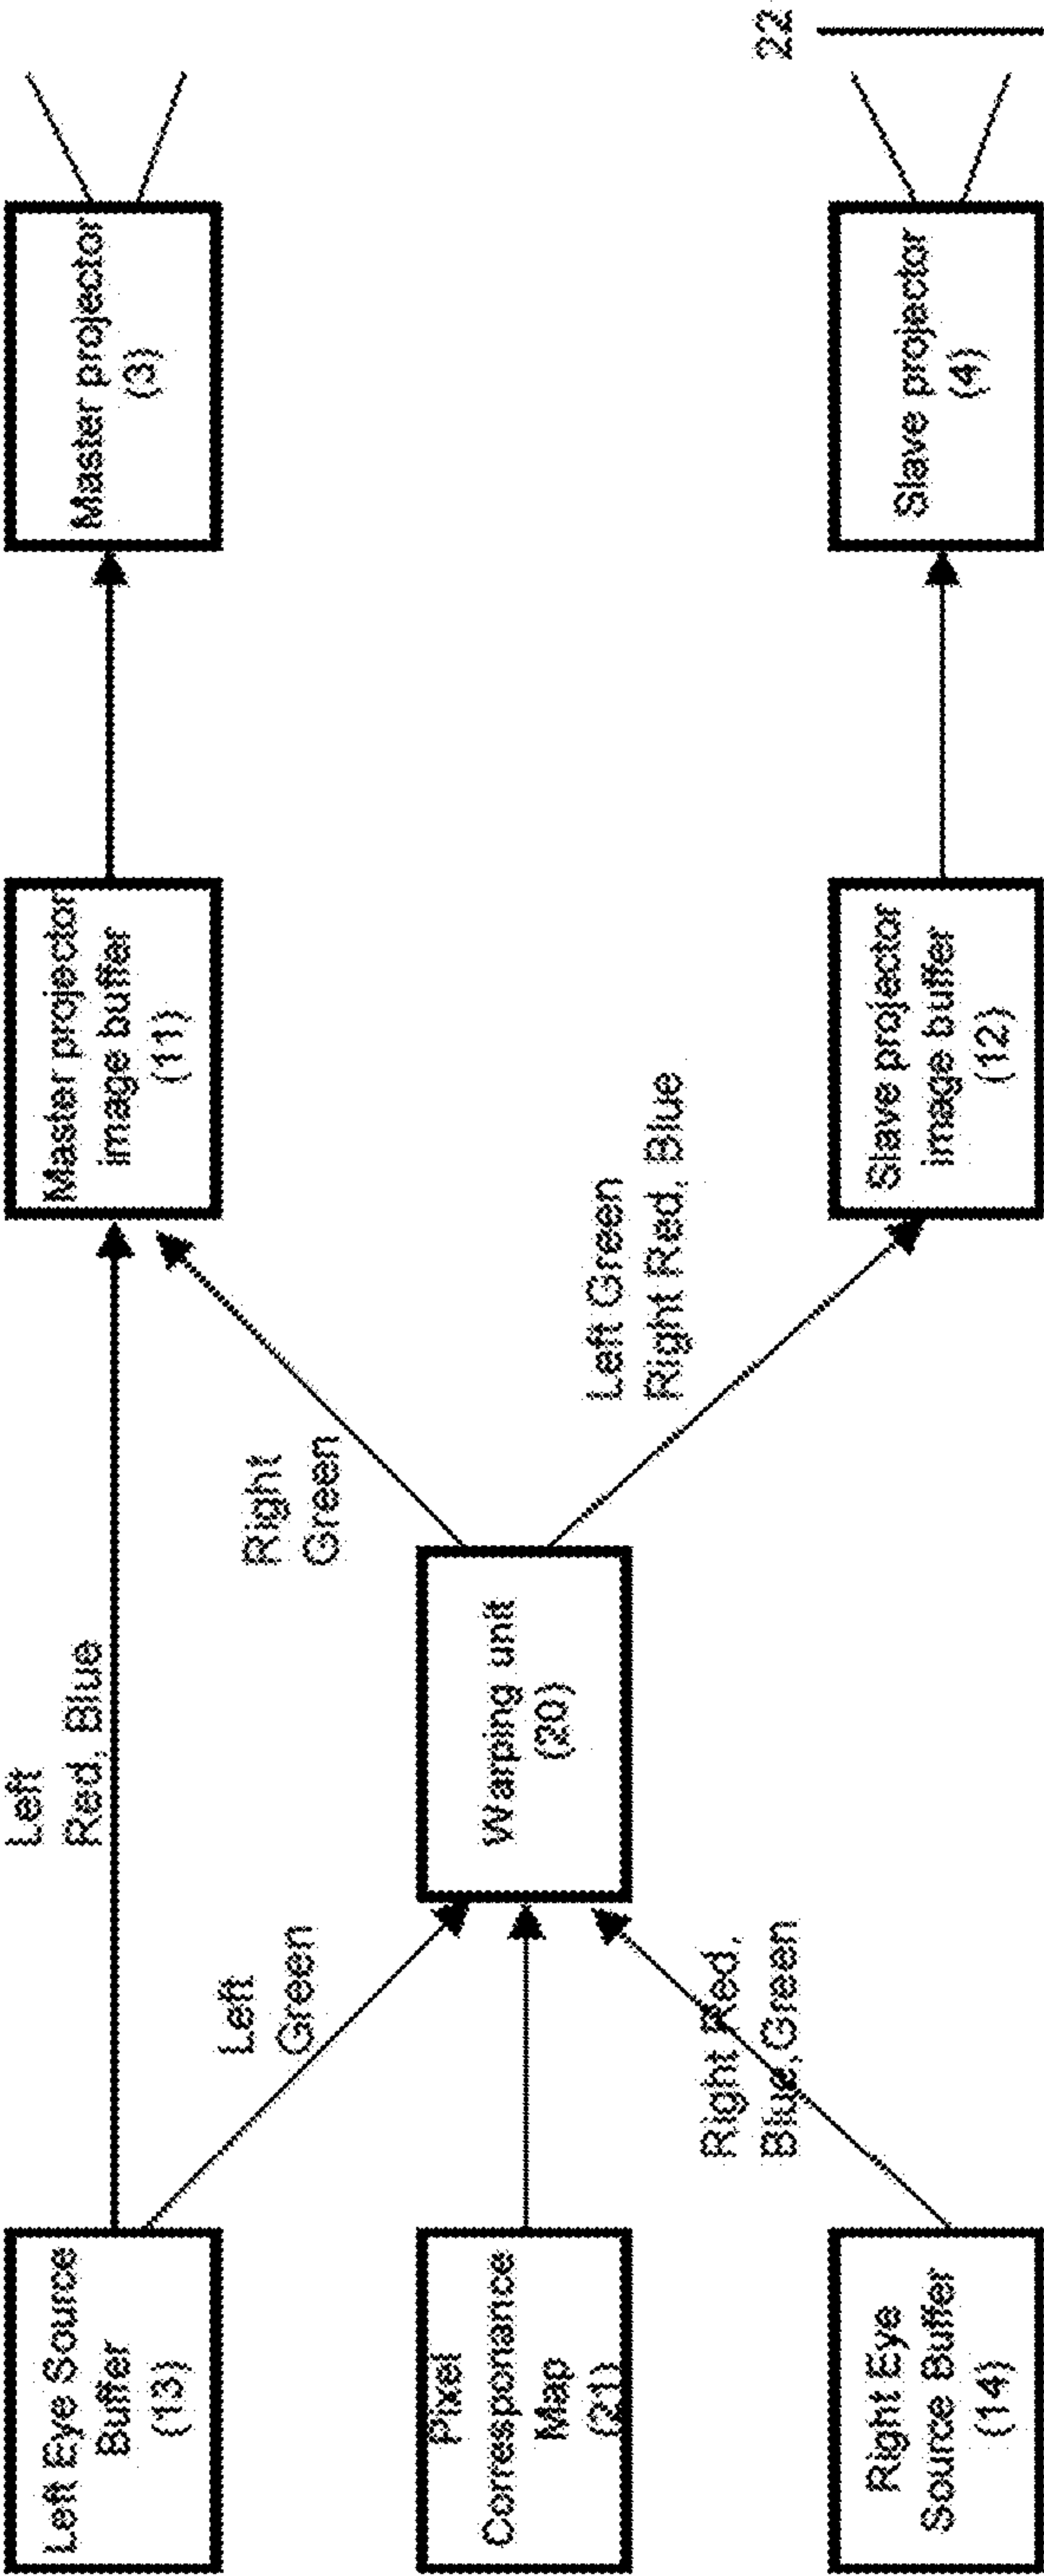 Left Eye Source
Buffer
(13)
Left
Red, Blue
Master projector
image buffer
(11)
Master projector
(3)
Left
Green
Right
Green
Pixel
Corresponance
Map
(21)
Warping unit
(20)
Left Green
Right Red, Blue
Right Red,
Blue,Green
Right Eye
Source Buffer
(14)
Slave projector
image buffer
(12)
Slave projector
(4)
22